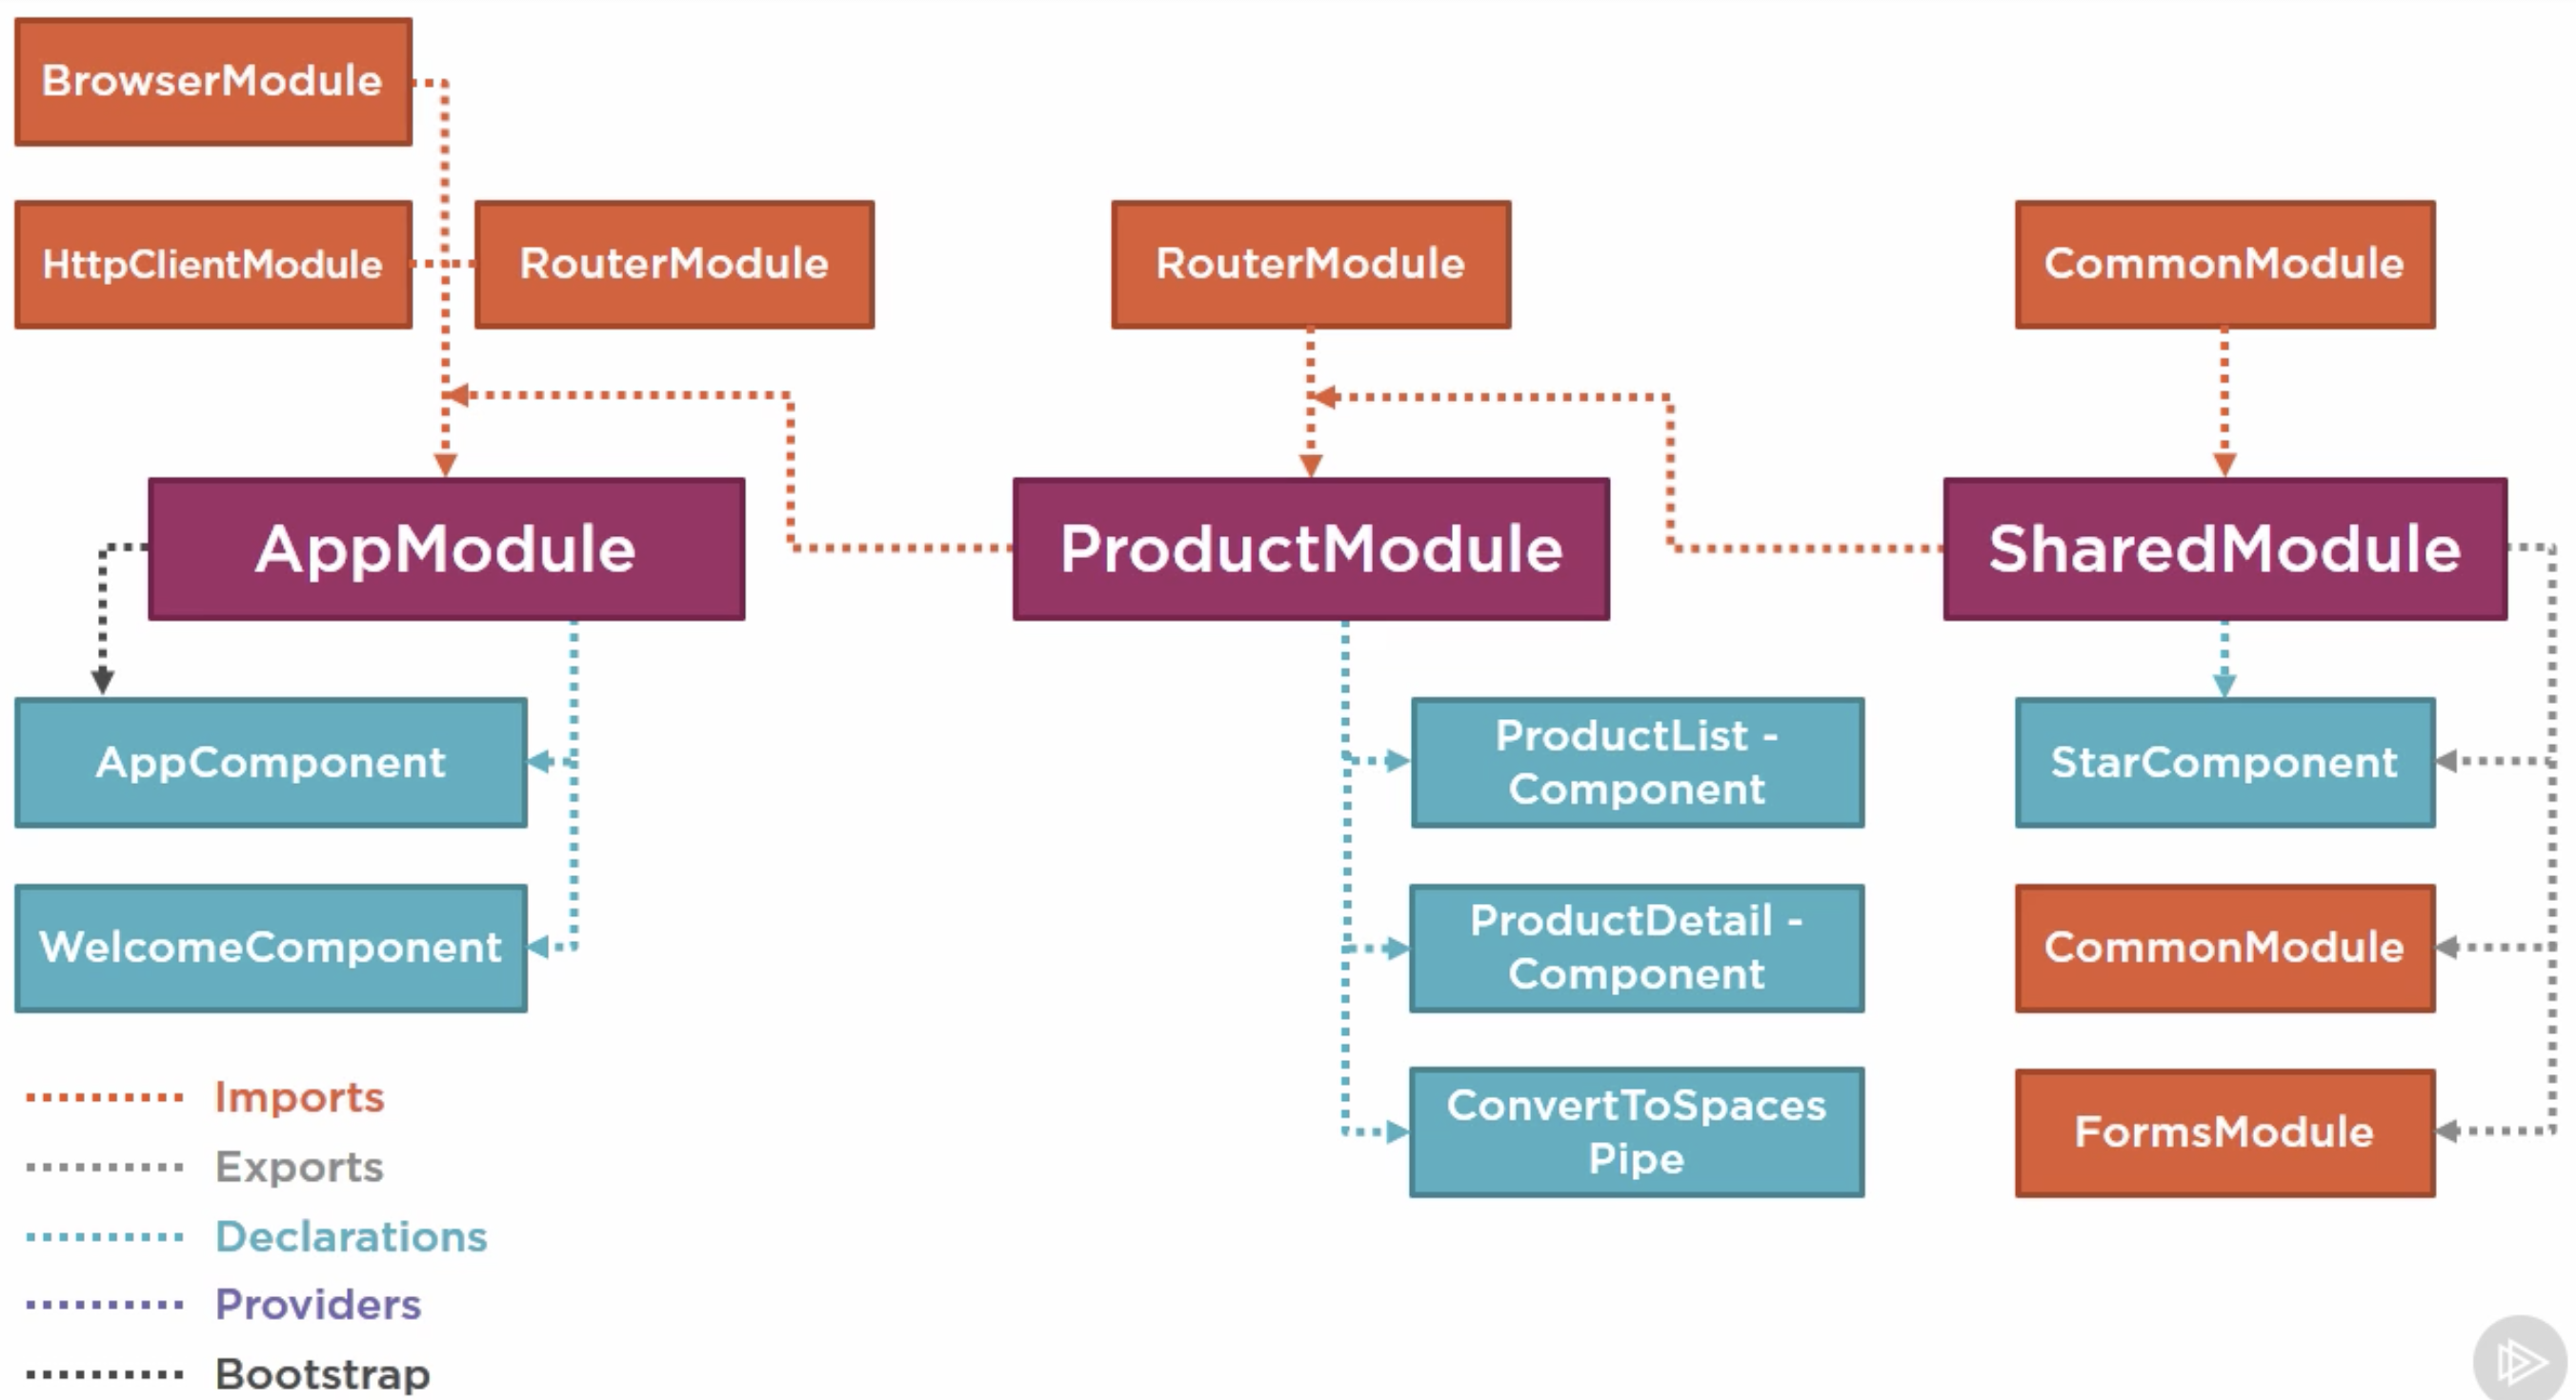 BrowserModule
HttpClientModule
RouterModule
RouterModule
CommonModule
AppModule
ProductModule
SharedModule
AppComponent
ProductList -
Component
StarComponent
WelcomeComponent
ProductDetail -
Component
CommonModule
ConvertToSpaces
Pipe
FormsModule
Imports
Exports
Declarations
Providers
Bootstrap